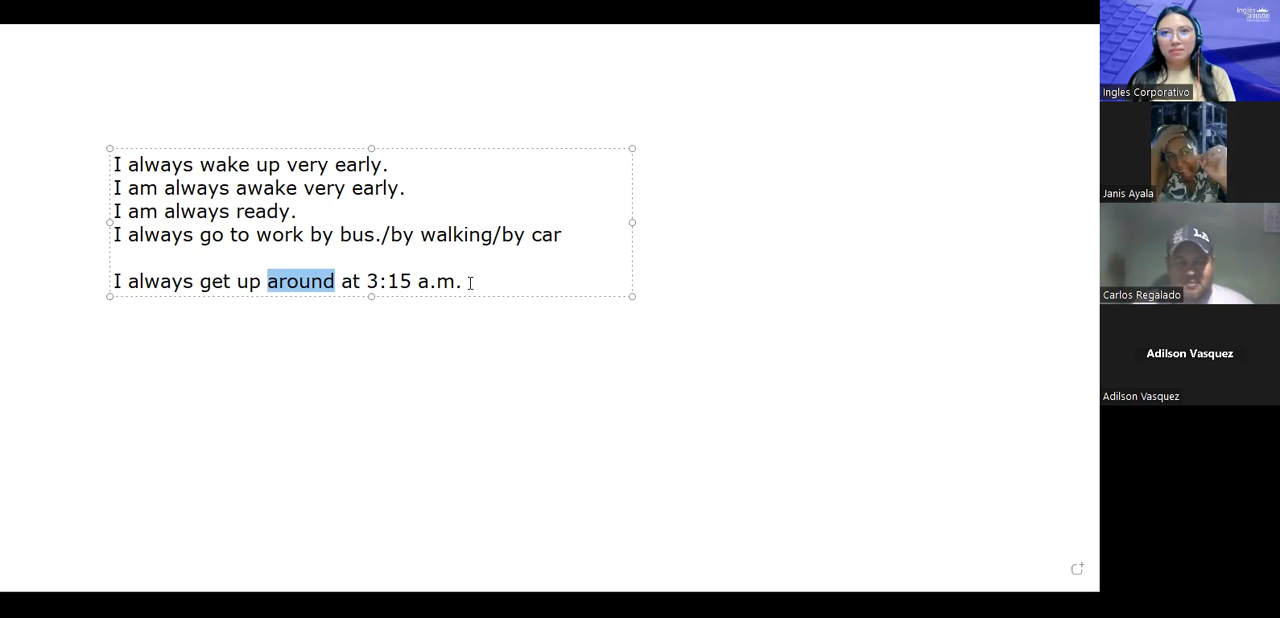 I always wake up very early.
I am always awake very early.
I am always ready.
I always go to work by bus./by walking/by car
I always get up around at 3:15 a.m.
Ingles Corporativo
Janis Ayala
Carlos Regalado
Adilson Vasquez
Adilson Vasquez